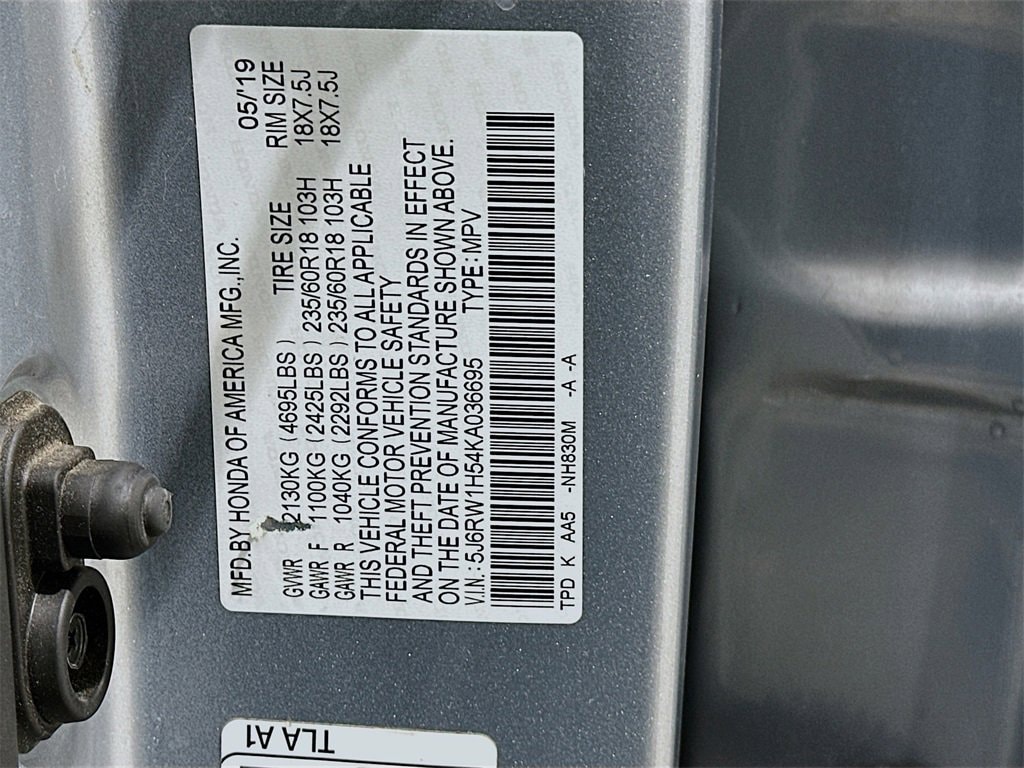 MFD.BY HONDA OF AMERICA MFG.,INC. 05/'19
TIRE SIZE RIM SIZE
GVWR 2130KG (4695LBS)
GAWR F 1100KG (2425LBS) 235/60R18 103H 18X7.5J
GAWR R 1040KG (2292LBS) 235/60R18 103H 18X7.5J
THIS VEHICLE CONFORMS TO ALL APPLICABLE
FEDERAL MOTOR VEHICLE SAFETY
AND THEFT PREVENTION STANDARDS IN EFFECT
ON THE DATE OF MANUFACTURE SHOWN ABOVE.
V.I.N.: 5J6RW1H54KA036695 TYPE: MPV
TPD K AA5 -NH830M -A -A
TLA A1